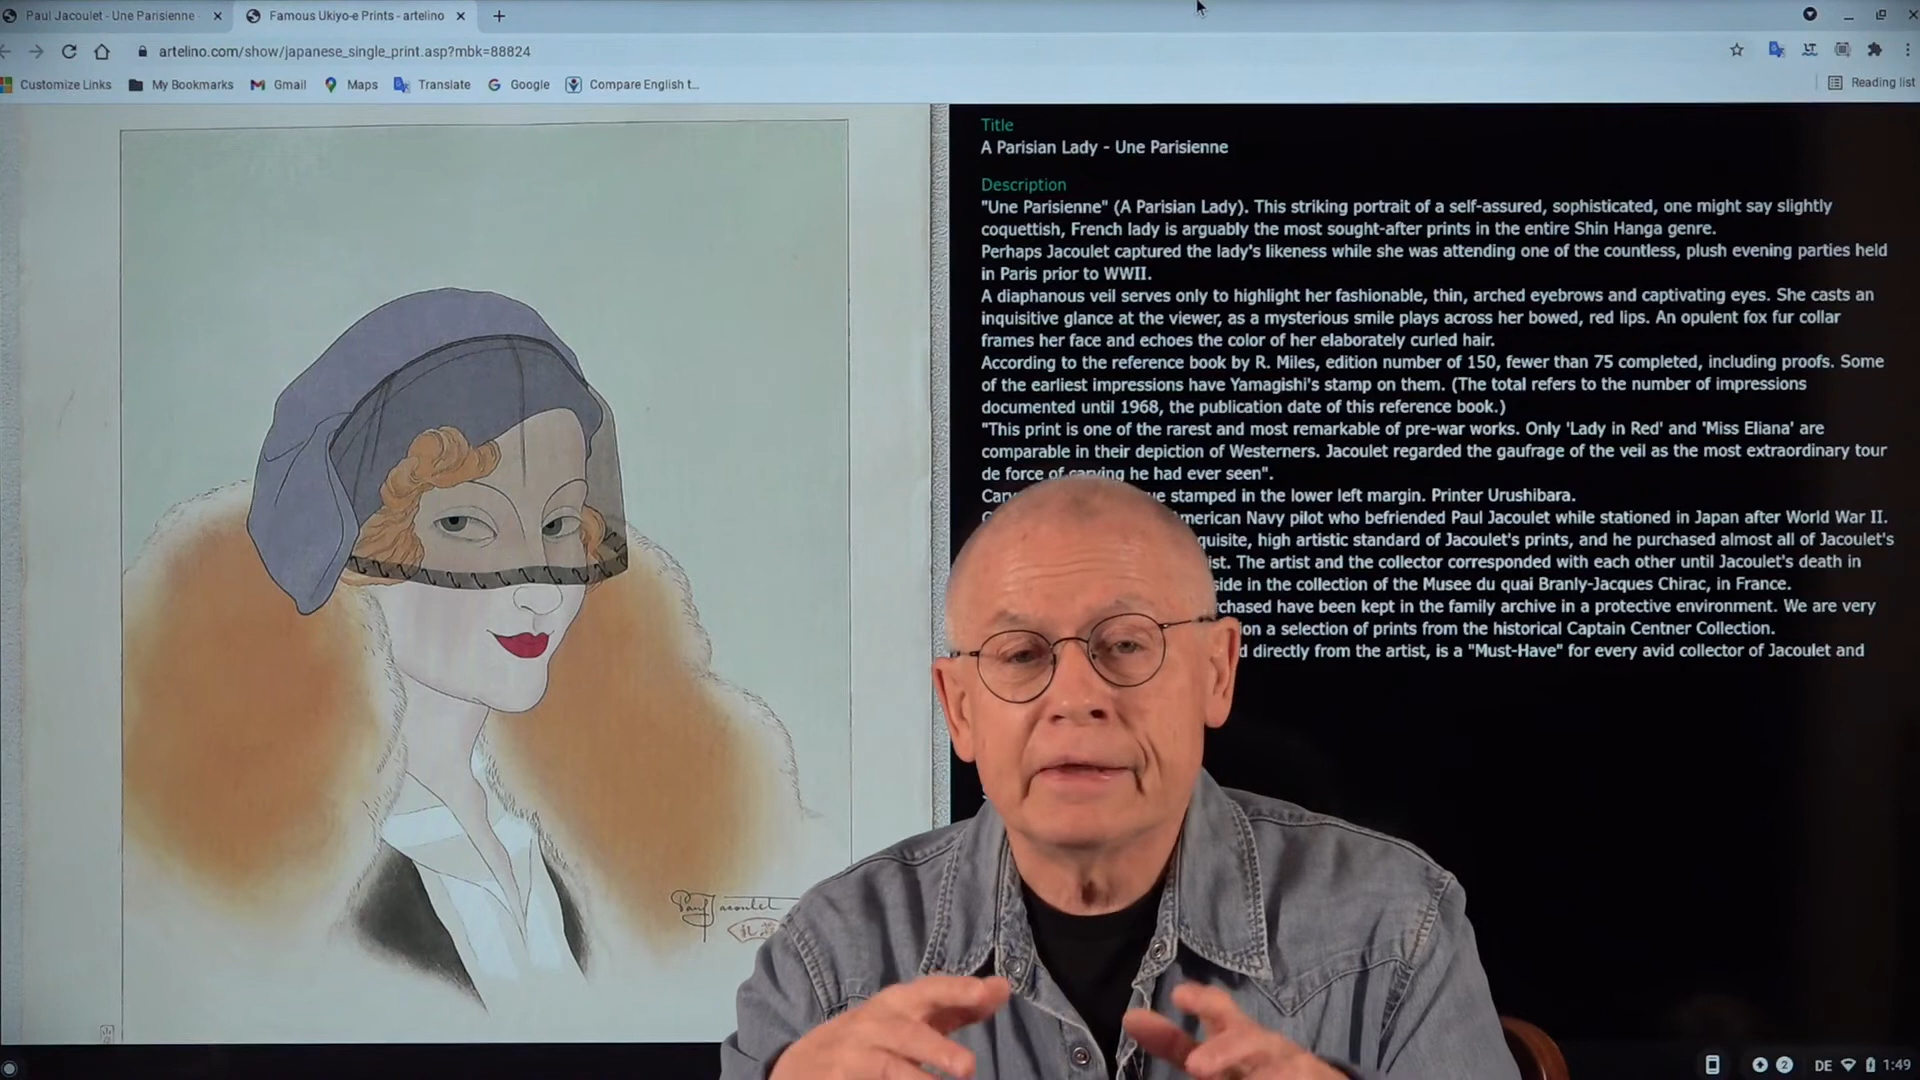 Paul Jacoulet - Une Parisienne
Famous Ukiyo-e Prints - artelino
artelino.com/show/japanese_single_print.asp?mbk=88824
Customize Links
My Bookmarks
Gmail
Maps
Translate
Google
Compare English t...
Reading list
Title
A Parisian Lady - Une Parisienne
Description
"Une Parisienne" (A Parisian Lady). This striking portrait of a self-assured, sophisticated, one might say slightly
coquettish, French lady is arguably the most sought-after prints in the entire Shin Hanga genre.
Perhaps Jacoulet captured the lady's likeness while she was attending one of the countless, plush evening parties held
in Paris prior to WWII.
A diaphanous veil serves only to highlight her fashionable, thin, arched eyebrows and captivating eyes. She casts an
inquisitive glance at the viewer, as a mysterious smile plays across her bowed, red lips. An opulent fox fur collar
frames her face and echoes the color of her elaborately curled hair.
According to the reference book by R. Miles, edition number of 150, fewer than 75 completed, including proofs. Some
of the earliest impressions have Yamagishi's stamp on them. (The total refers to the number of impressions
documented until 1968, the publication date of this reference book.)
"This print is one of the rarest and most remarkable of pre-war works. Only 'Lady in Red' and 'Miss Eliana' are
comparable in their depiction of Westerners. Jacoulet regarded the gaufrage of the veil as the most extraordinary tour
de force of carving he had ever seen".
stamped in the lower left margin. Printer Urushibara.
American Navy pilot who befriended Paul Jacoulet while stationed in Japan after World War II.
high artistic standard of Jacoulet's prints, and he purchased almost all of Jacoulet's
The artist and the collector corresponded with each other until Jacoulet's death in
in the collection of the Musee du quai Branly-Jacques Chirac, in France.
have been kept in the family archive in a protective environment. We are very
a selection of prints from the historical Captain Centner Collection.
directly from the artist, is a "Must-Have" for every avid collector of Jacoulet and
Paul Jacoulet
2
DE
1:49